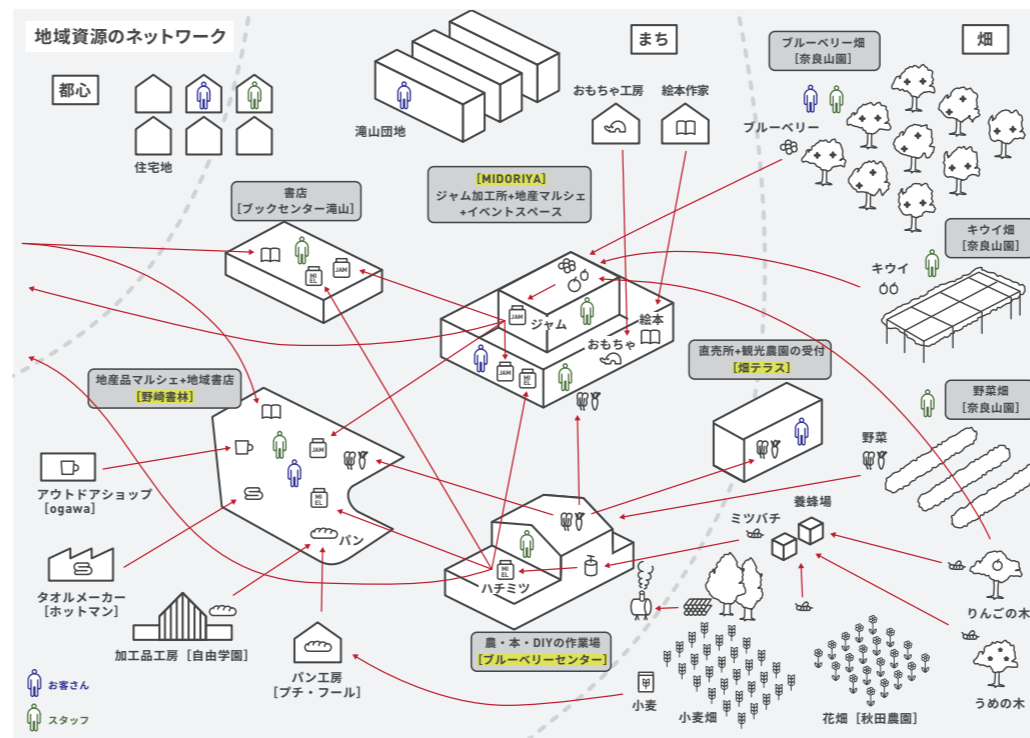 地域資源のネットワーク
都心
住宅地
滝山団地
まち
おもちゃ工房
絵本作家
ブルーベリー畑
[奈良山園]
畑
ブルーベリー
書店
[ブックセンター滝山]
[MIDORIYA]
ジャム加工所+地産マルシェ
+イベントスペース
キウイ畑
[奈良山園]
キウイ
JAM
MI
EL
JAM
ジャム
絵本
おもちゃ
JAM
MI
EL
直売所+観光農園の受付
[畑テラス]
地産品マルシェ+地域書店
[野崎書林]
野菜畑
[奈良山園]
野菜
JAM
MI
EL
パン
アウトドアショップ
[ogawa]
タオルメーカー
[ホットマン]
加工品工房 [自由学園]
パン工房
[プチ・フール]
MI
EL
ハチミツ
農・本・DIYの作業場
[ブルーベリーセンター]
養蜂場
ミツバチ
りんごの木
うめの木
小麦
小麦畑
花畑 [秋田農園]
お客さん
スタッフ